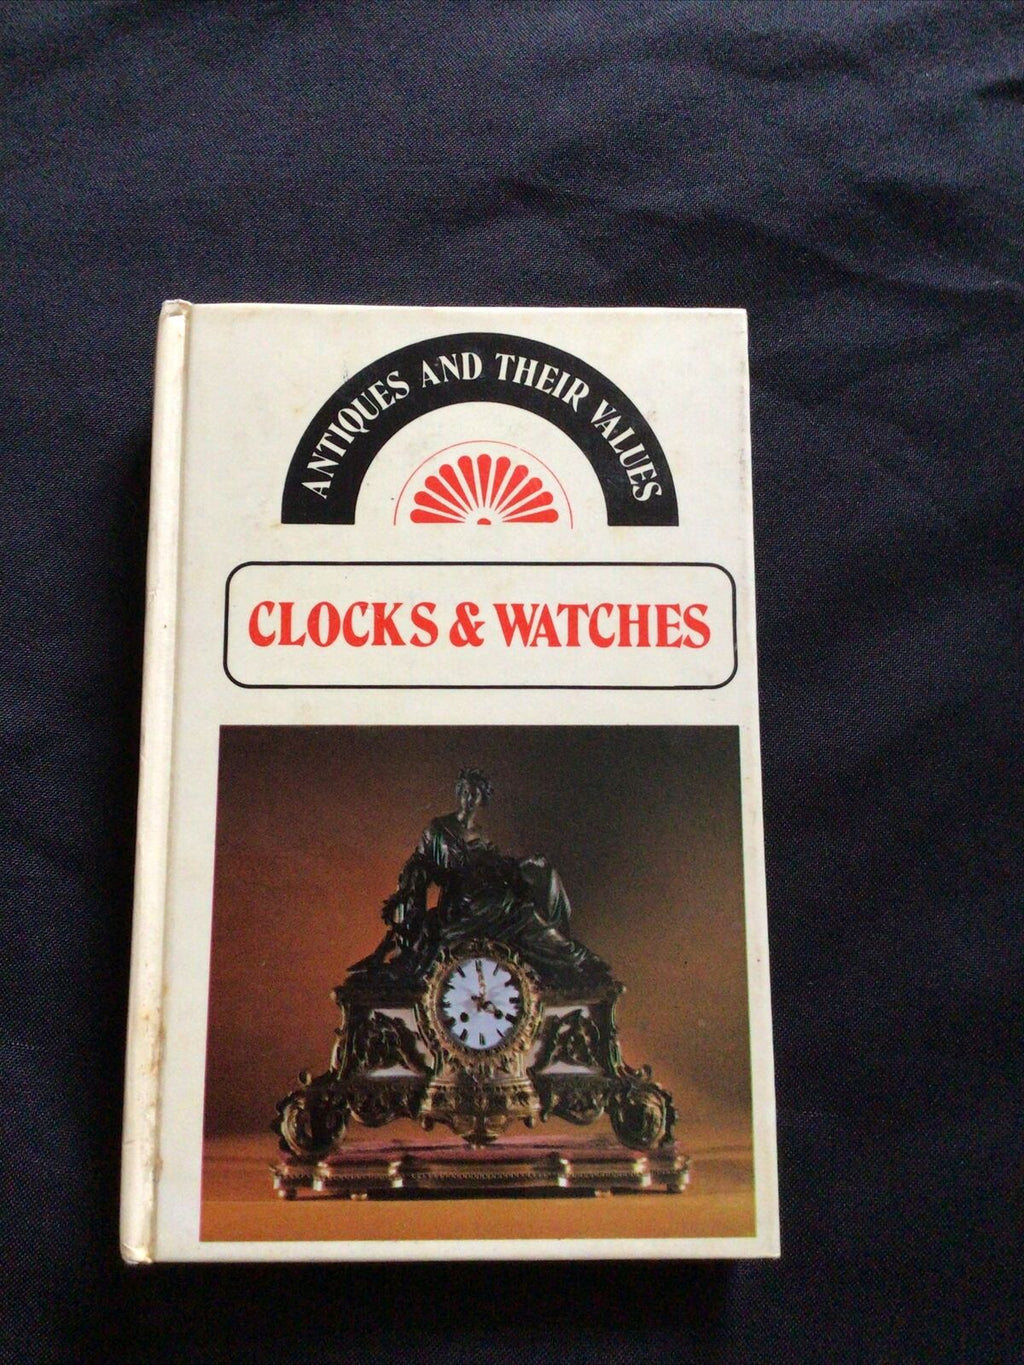 ANTIQUES AND THEIR VALUES
CLOCKS & WATCHES